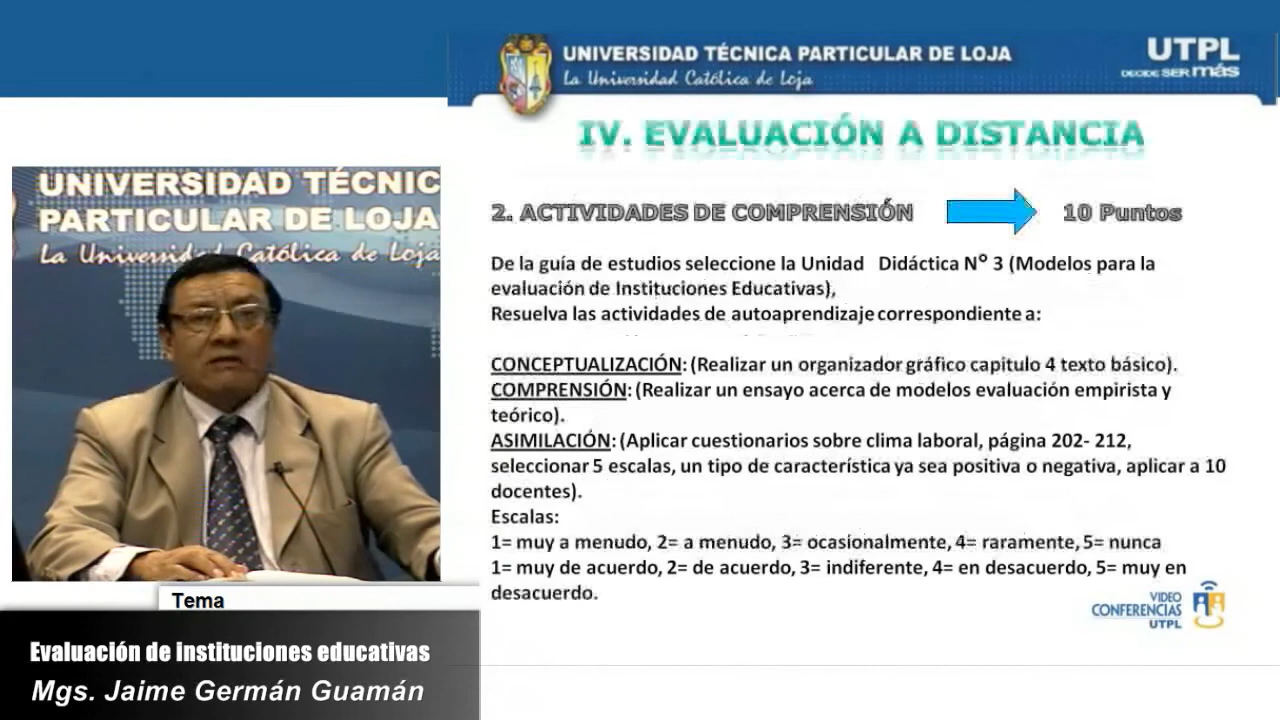 UNIVERSIDAD TÉCNICA PARTICULAR DE LOJA
La Universidad Católica de Loja
UTPL
DECIDE SER más
IV. EVALUACIÓN A DISTANCIA
2. ACTIVIDADES DE COMPRENSIÓN
10 Puntos
De la guía de estudios seleccione la Unidad Didáctica N° 3 (Modelos para la
evaluación de Instituciones Educativas),
Resuelva las actividades de autoaprendizaje correspondiente a:
CONCEPTUALIZACIÓN: (Realizar un organizador gráfico capitulo 4 texto básico).
COMPRENSIÓN: (Realizar un ensayo acerca de modelos evaluación empirista y
teórico).
ASIMILACIÓN: (Aplicar cuestionarios sobre clima laboral, página 202- 212,
seleccionar 5 escalas, un tipo de característica ya sea positiva o negativa, aplicar a 10
docentes).
Escalas:
1= muy a menudo, 2= a menudo, 3= ocasionalmente, 4= raramente, 5= nunca
1= muy de acuerdo, 2= de acuerdo, 3= indiferente, 4= en desacuerdo, 5= muy en
desacuerdo.
VIDEO
CONFERENCIAS
UTPL
UNIVERSIDAD TÉCNIC
PARTICULAR DE LOJA
La Universidad Católica de Loja
Tema
Evaluación de instituciones educativas
Mgs. Jaime Germán Guamán